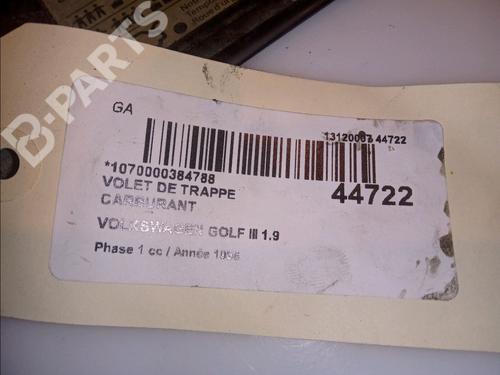 B-PARTS
GA
13120067 44722
*1070000384788
44722
VOLET DE TRAPPE
CARBURANT
VOLKSWAGEN GOLF III 1.9
Phase 1 cc / Année 1996